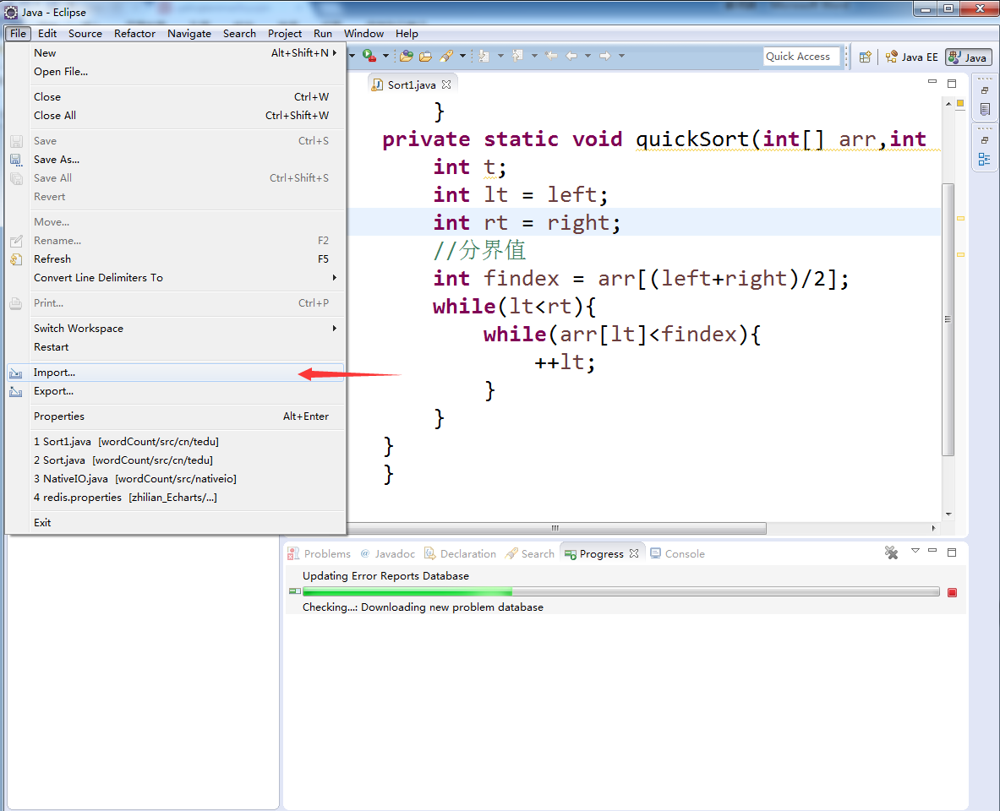 Java - Eclipse
File Edit Source Refactor Navigate Search Project Run Window Help
New Alt+Shift+N
Open File...
Close Ctrl+W
Close All Ctrl+Shift+W
Save Ctrl+S
Save As...
Save All Ctrl+Shift+S
Revert
Move...
Rename... F2
Refresh F5
Convert Line Delimiters To
Print... Ctrl+P
Switch Workspace
Restart
Import...
Export...
Properties Alt+Enter
1 Sort1.java [wordCount/src/cn/tedu]
2 Sort.java [wordCount/src/cn/tedu]
3 NativeIO.java [wordCount/src/nativeio]
4 redis.properties [zhilian_Echarts/...]
Exit
Quick Access Java EE Java
Sort1.java
}
private static void quickSort(int[] arr,int
int t;
int lt = left;
int rt = right;
//分界值
int findex = arr[(left+right)/2];
while(lt<rt){
while(arr[lt]<findex){
++lt;
}
}
}
}
Problems @ Javadoc Declaration Search Progress Console
Updating Error Reports Database
Checking...: Downloading new problem database